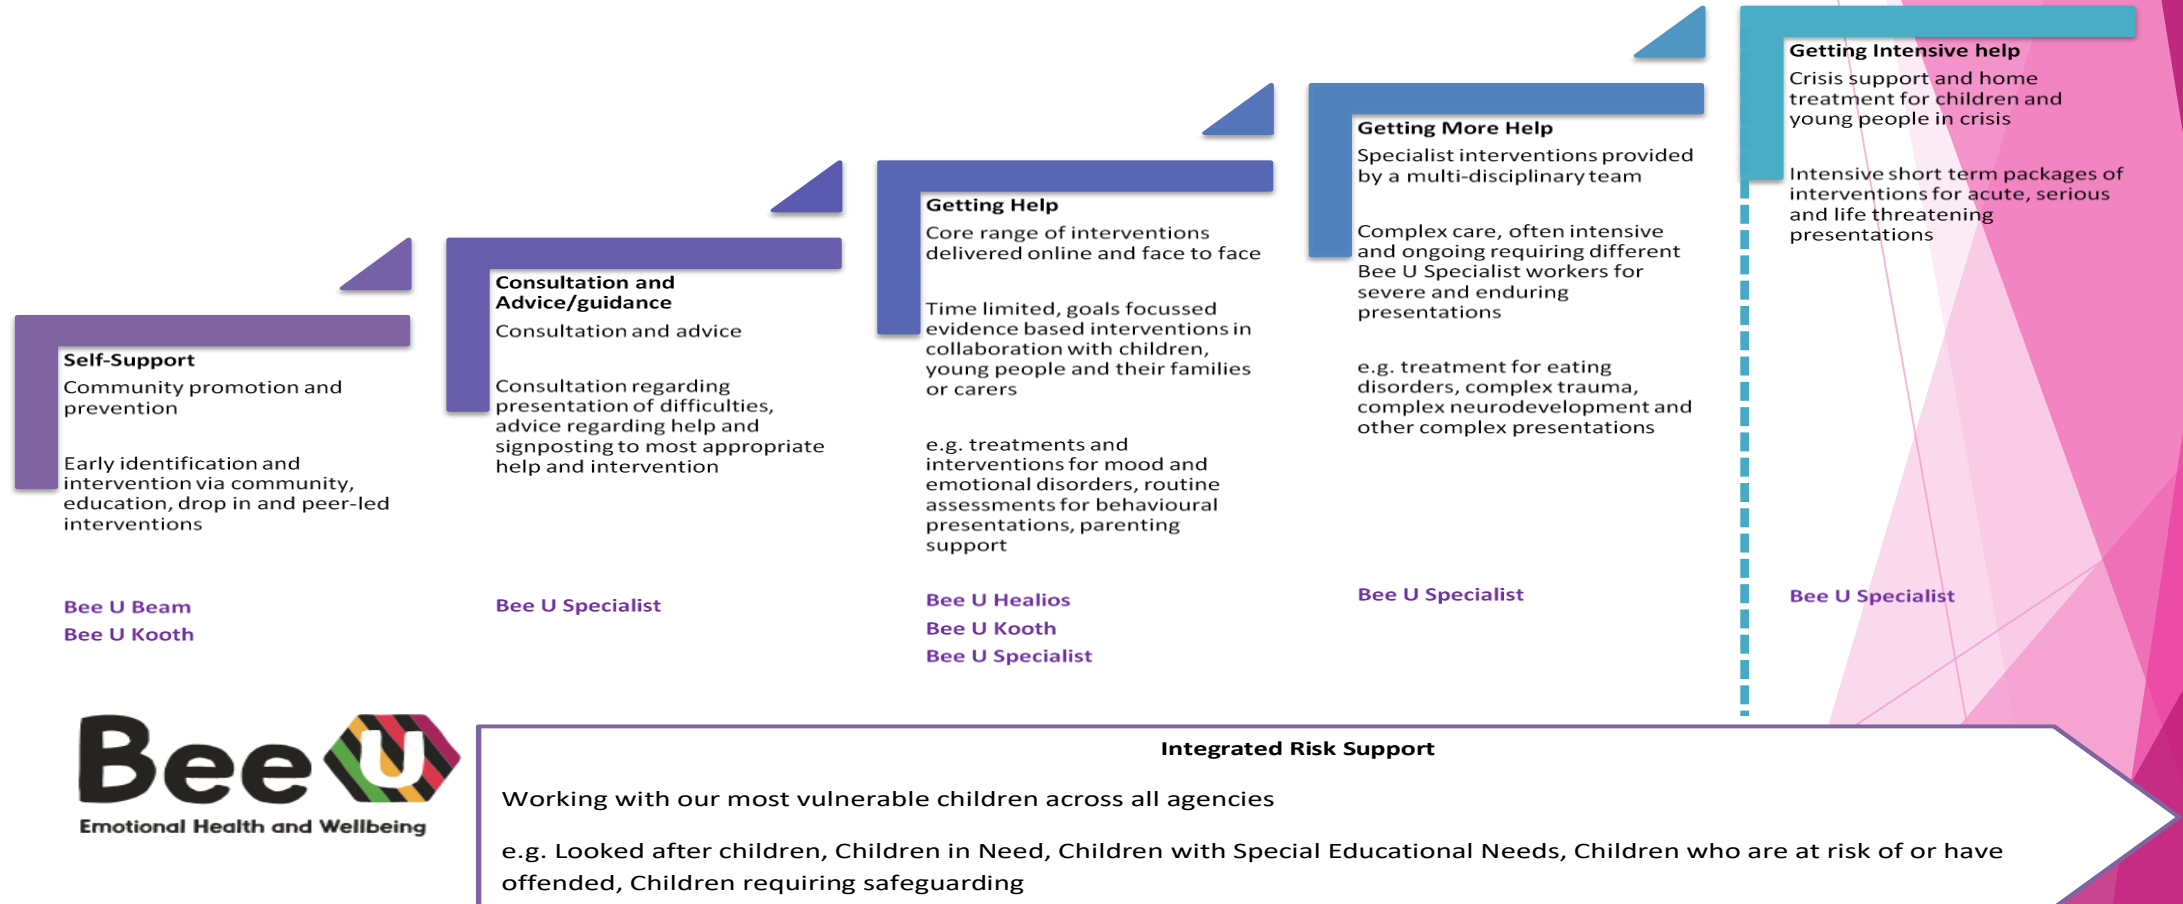 Self-Support
Community promotion and
prevention
Early identification and
intervention via community,
education, drop in and peer-led
interventions
Bee U Beam
Bee U Kooth
Consultation and
Advice/guidance
Consultation and advice
Consultation regarding
presentation of difficulties,
advice regarding help and
signposting to most appropriate
help and intervention
Bee U Specialist
Getting Help
Core range of interventions
delivered online and face to face
Time limited, goals focussed
evidence based interventions in
collaboration with children,
young people and their families
or carers
e.g. treatments and
interventions for mood and
emotional disorders, routine
assessments for behavioural
presentations, parenting
support
Bee U Healios
Bee U Kooth
Bee U Specialist
Getting More Help
Specialist interventions provided
by a multi-disciplinary team
Complex care, often intensive
and ongoing requiring different
Bee U Specialist workers for
severe and enduring
presentations
e.g. treatment for eating
disorders, complex trauma,
complex neurodevelopment and
other complex presentations
Bee U Specialist
Getting Intensive help
Crisis support and home
treatment for children and
young people in crisis
Intensive short term packages of
interventions for acute, serious
and life threatening
presentations
Bee U Specialist
Bee U
Emotional Health and Wellbeing
Integrated Risk Support
Working with our most vulnerable children across all agencies
e.g. Looked after children, Children in Need, Children with Special Educational Needs, Children who are at risk of or have
offended, Children requiring safeguarding